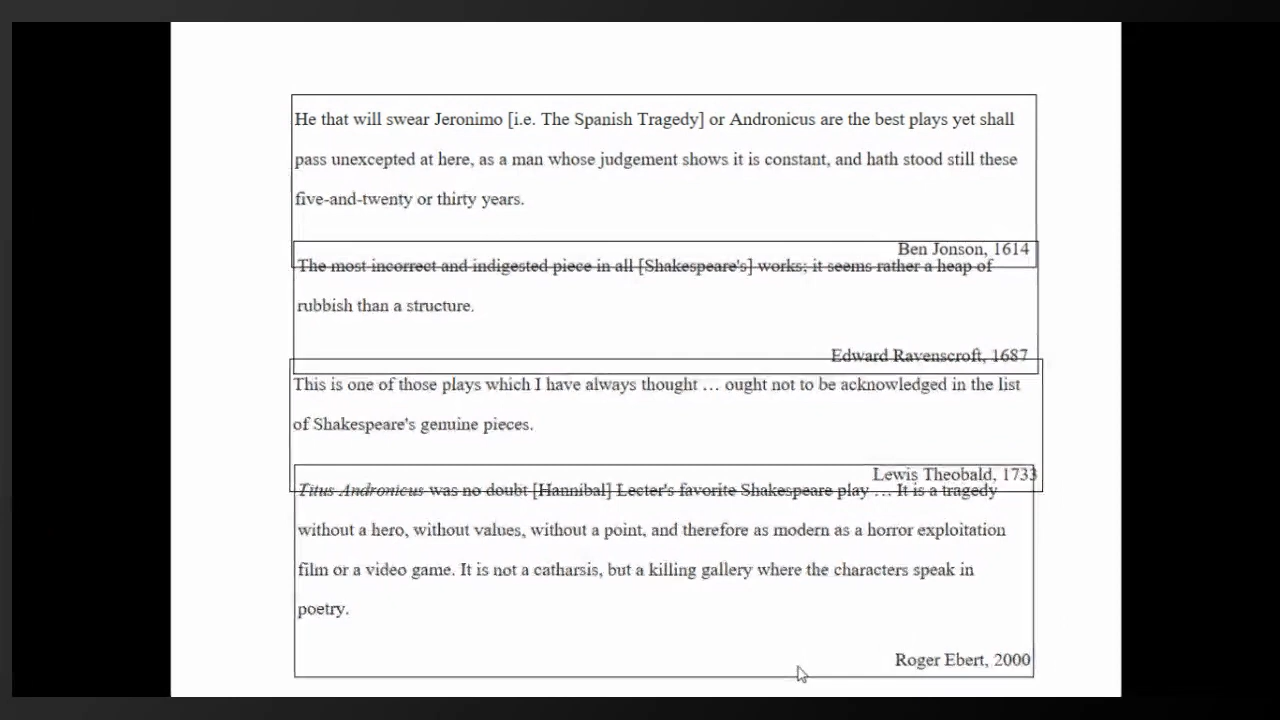 He that will swear Jeronimo [i.e. The Spanish Tragedy] or Andronicus are the best plays yet shall
pass unexcepted at here, as a man whose judgement shows it is constant, and hath stood still these
five-and-twenty or thirty years.
Ben Jonson, 1614
The most incorrect and indigested piece in all [Shakespeare's] works; it seems rather a heap of
rubbish than a structure.
Edward Ravenscroft, 1687
This is one of those plays which I have always thought … ought not to be acknowledged in the list
of Shakespeare's genuine pieces.
Lewis Theobald, 1733
Titus Andronicus was no doubt [Hannibal] Lecter's favorite Shakespeare play … It is a tragedy
without a hero, without values, without a point, and therefore as modern as a horror exploitation
film or a video game. It is not a catharsis, but a killing gallery where the characters speak in
poetry.
Roger Ebert, 2000